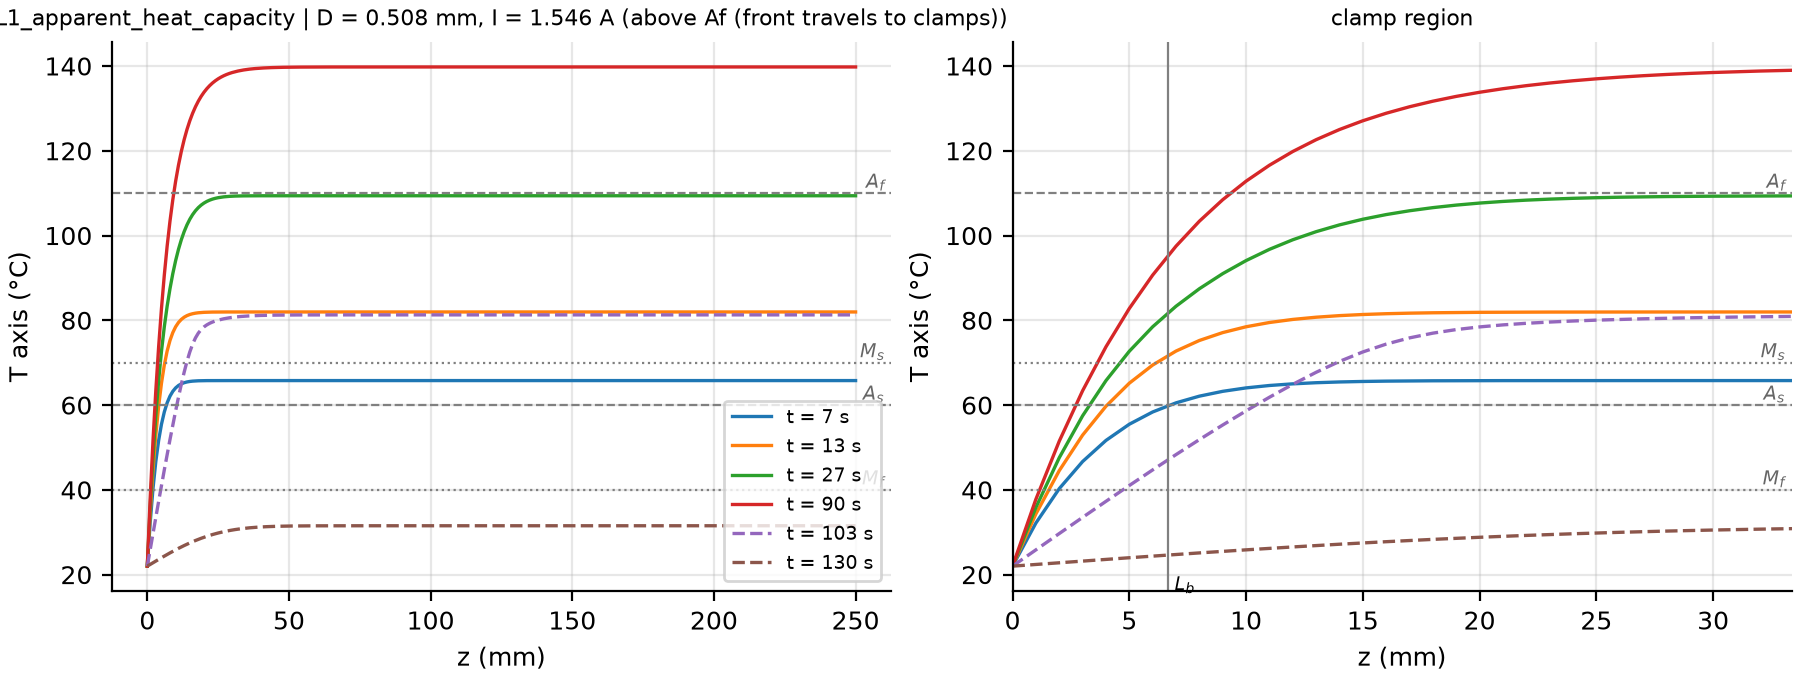 L1_apparent_heat_capacity | D = 0.508 mm, I = 1.546 A (above Af (front travels to clamps))
T axis (°C)
140
120
100
80
60
40
20
A_f
M_s
A_s
M_f
t = 7 s
t = 13 s
t = 27 s
t = 90 s
t = 103 s
t = 130 s
0 50 100 150 200 250
z (mm)
clamp region
T axis (°C)
140
120
100
80
60
40
20
A_f
M_s
A_s
M_f
L_b
0 5 10 15 20 25 30
z (mm)